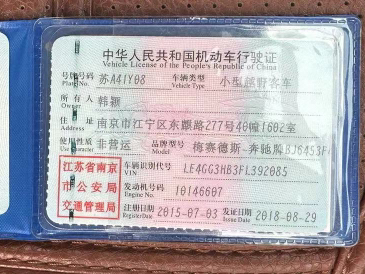 中华人民共和国机动车行驶证
Vehicle License of the People's Republic of China
号牌号码 苏A41Y08 车辆类型 小型越野客车
Plate No. Vehicle Type
所有人 韩颖
Owner
住址 南京市江宁区东麒路277号40幢1602室
Address
使用性质 非营运 品牌型号 梅赛德斯-奔驰牌BJ6453F
Use Character Model
江苏省南京 车辆识别代号 LE4GG3HB3FL392085
VIN
市公安局 发动机号码 10146607
Engine No.
交通管理局 注册日期 2015-07-03 发证日期 2018-08-29
Register Date Issue Date